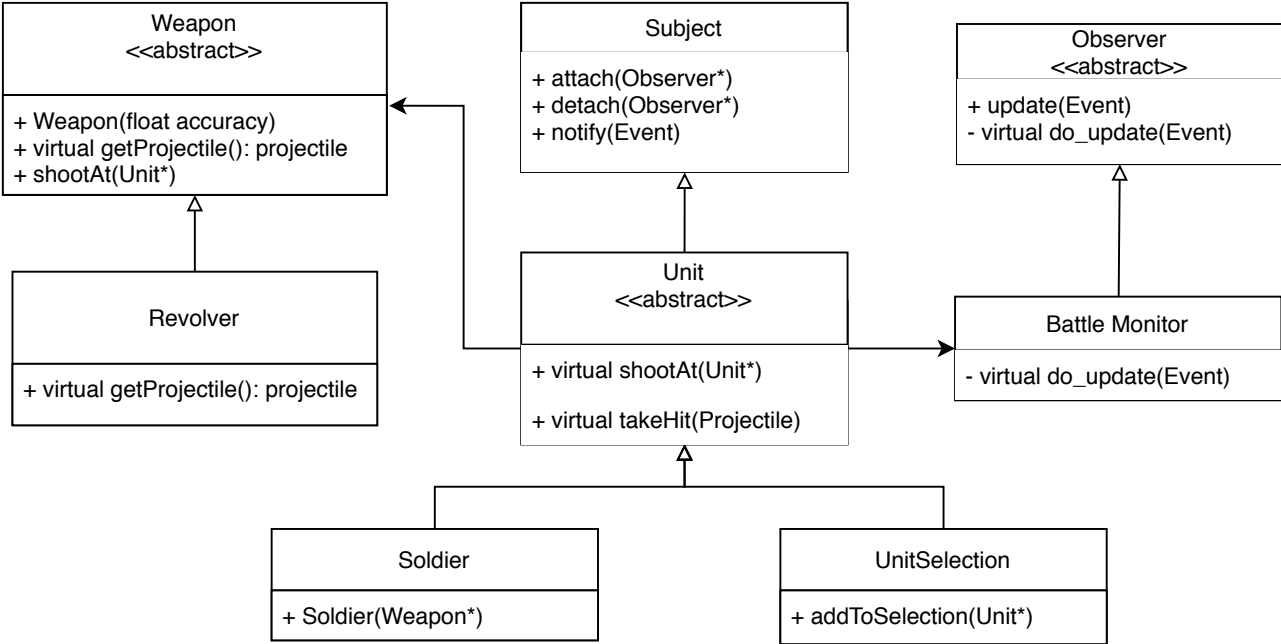 Weapon
<<abstract>>
+ Weapon(float accuracy)
+ virtual getProjectile(): projectile
+ shootAt(Unit*)
Subject
+ attach(Observer*)
+ detach(Observer*)
+ notify(Event)
Observer
<<abstract>>
+ update(Event)
- virtual do_update(Event)
Revolver
+ virtual getProjectile(): projectile
Unit
<<abstract>>
+ virtual shootAt(Unit*)
+ virtual takeHit(Projectile)
Battle Monitor
- virtual do_update(Event)
Soldier
+ Soldier(Weapon*)
UnitSelection
+ addToSelection(Unit*)